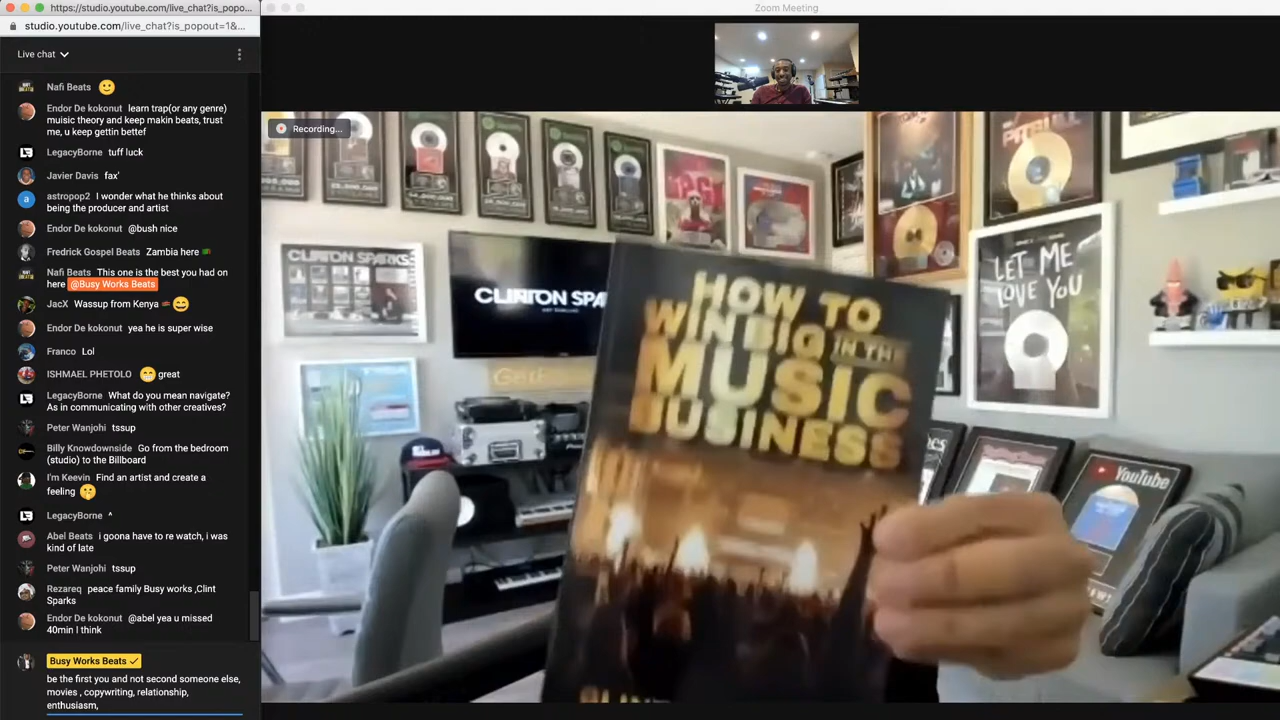 https://studio.youtube.com/live_chat?is_popo...
studio.youtube.com/live_chat?is_popout=1&...
Live chat
Nafi Beats
Endor De kokonut learn trap(or any genre)
muisic theory and keep makin beats, trust
me, u keep gettin bettef
LegacyBorne tuff luck
Javier Davis fax'
astropop2 I wonder what he thinks about
being the producer and artist
Endor De kokonut @bush nice
Fredrick Gospel Beats Zambia here
Nafi Beats This one is the best you had on
here @Busy Works Beats
JacX Wassup from Kenya
Endor De kokonut yea he is super wise
Franco Lol
ISHMAEL PHETOLO great
LegacyBorne What do you mean navigate?
As in communicating with other creatives?
Peter Wanjohi tssup
Billy Knowdownside Go from the bedroom
(studio) to the Billboard
I'm Keevin Find an artist and create a
feeling
LegacyBorne ^
Abel Beats i goona have to re watch, i was
kind of late
Peter Wanjohi tssup
Rezareq peace family Busy works ,Clint
Sparks
Endor De kokonut @abel yea u missed
40min I think
Busy Works Beats
be the first you and not second someone else,
movies , copywriting, relationship,
enthusiasm,
Zoom Meeting
Recording...
CLINTON SPARKS
CLINTON SPA
PITBULL
LET ME
LOVE YOU
YouTube
HOW TO
WIN BIG IN THE
MUSIC
BUSINESS